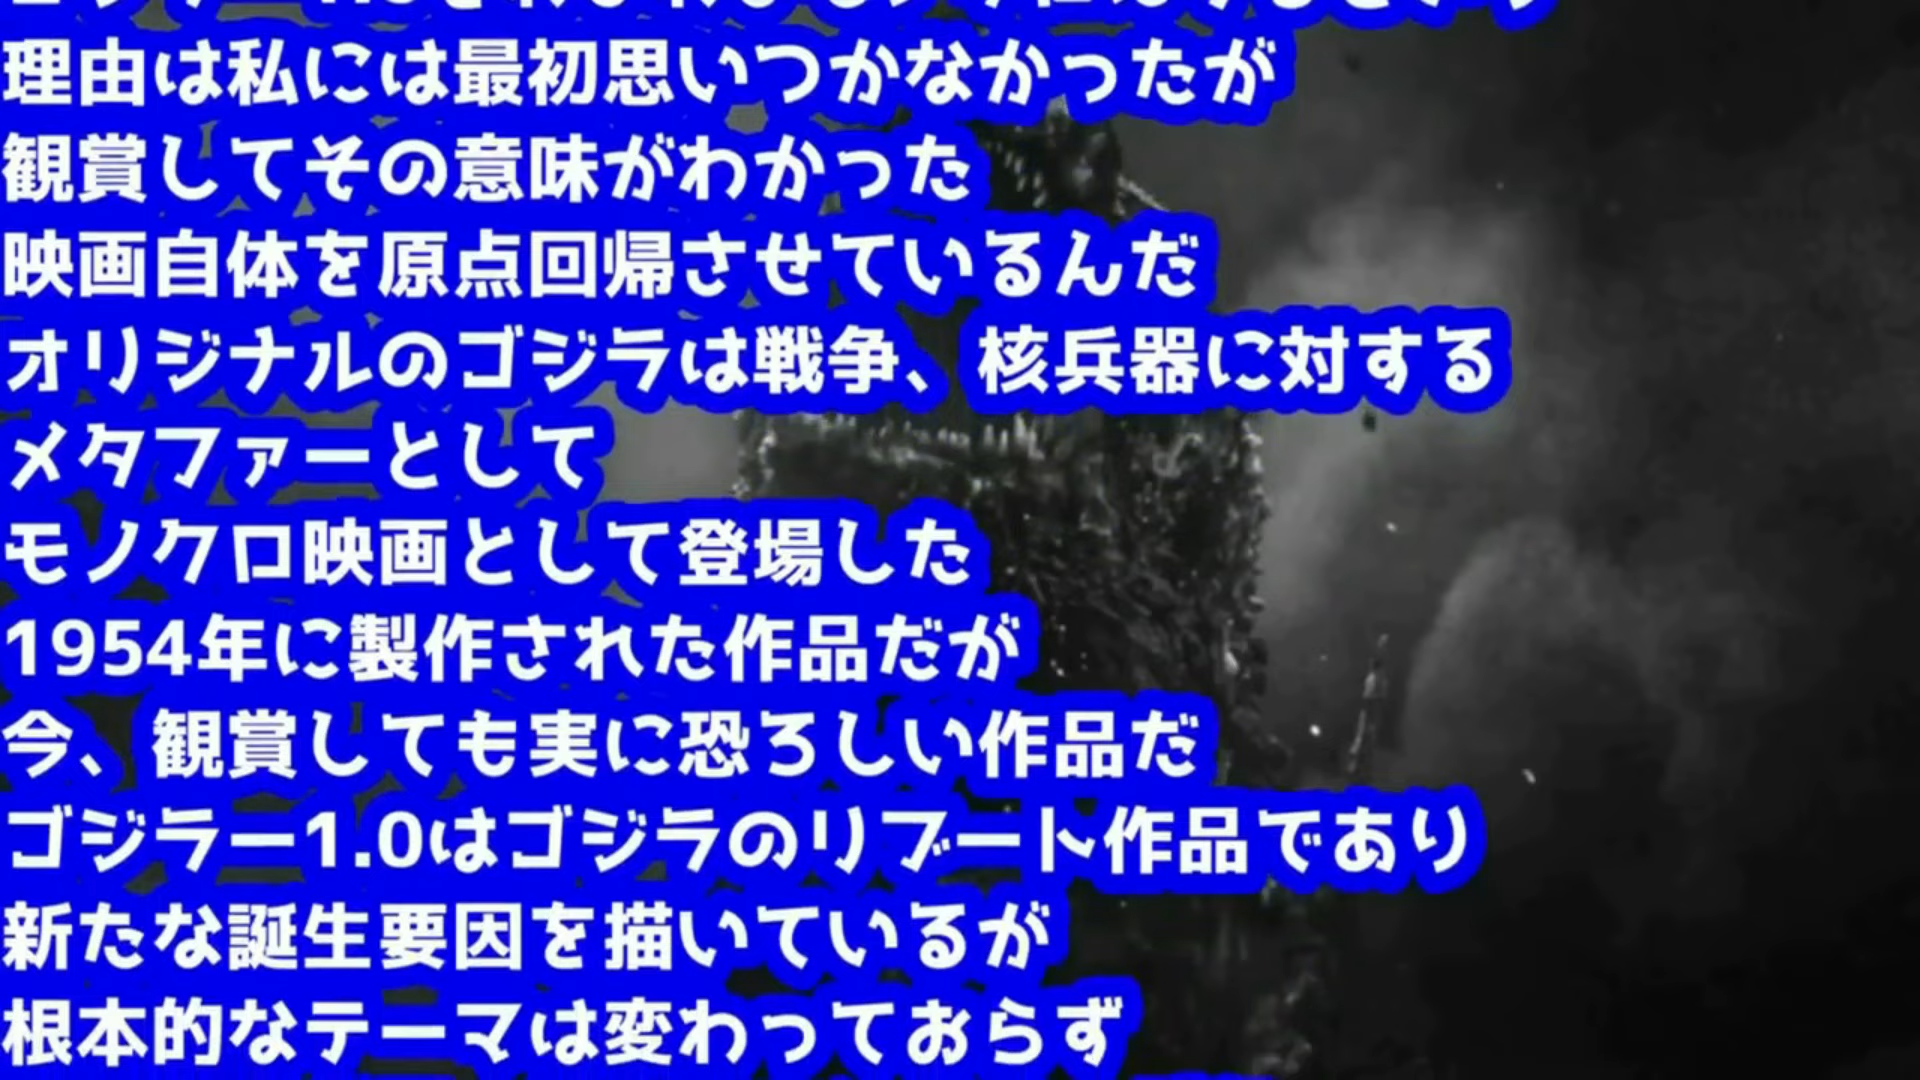 理由は私には最初思いつかなかったが
観賞してその意味がわかった
映画自体を原点回帰させているんだ
オリジナルのゴジラは戦争、核兵器に対する
メタファーとして
モノクロ映画として登場した
1954年に製作された作品だが
今、観賞しても実に恐ろしい作品だ
ゴジラー1.0はゴジラのリブート作品であり
新たな誕生要因を描いているが
根本的なテーマは変わっておらず